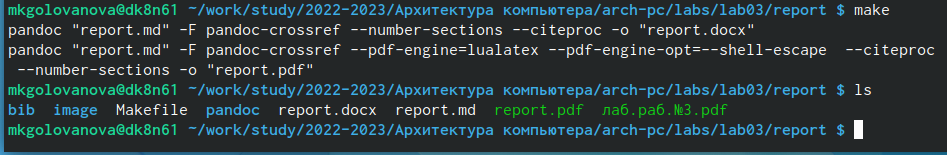 mkgolovanova@dk8n61 ~/work/study/2022-2023/Архитектура компьютера/arch-pc/labs/lab03/report $ make
pandoc "report.md" -F pandoc-crossref --number-sections --citeproc -o "report.docx"
pandoc "report.md" -F pandoc-crossref --pdf-engine=lualatex --pdf-engine-opt=--shell-escape  --citeproc
 --number-sections -o "report.pdf"
mkgolovanova@dk8n61 ~/work/study/2022-2023/Архитектура компьютера/arch-pc/labs/lab03/report $ ls
bib  image  Makefile  pandoc  report.docx  report.md  report.pdf  лаб.раб.№3.pdf
mkgolovanova@dk8n61 ~/work/study/2022-2023/Архитектура компьютера/arch-pc/labs/lab03/report $